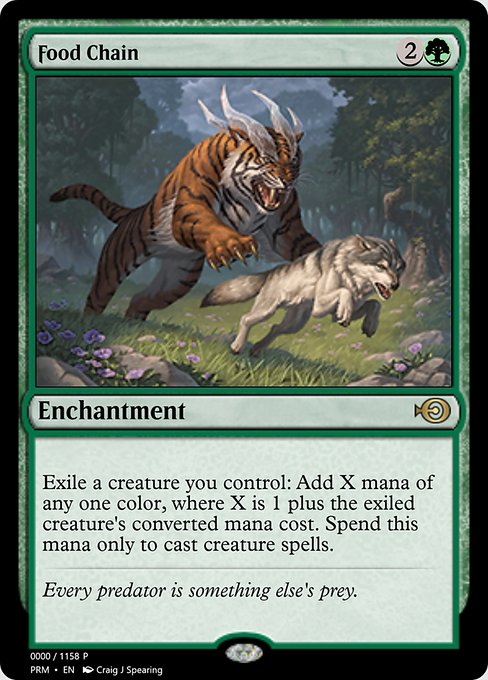 Food Chain
2
Enchantment
Exile a creature you control: Add X mana of
any one color, where X is 1 plus the exiled
creature's converted mana cost. Spend this
mana only to cast creature spells.
Every predator is something else's prey.
0000 / 1158 P
PRM • EN Craig J Spearing